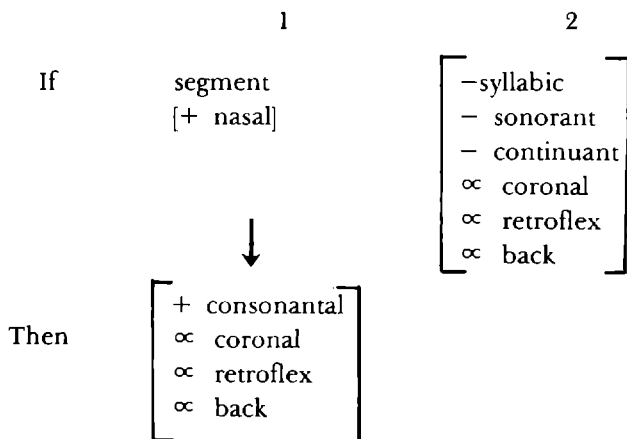 1 2
If segment −syllabic
[+ nasal] − sonorant
− continuant
∝ coronal
∝ retroflex
∝ back
+ consonantal
Then ∝ coronal
∝ retroflex
∝ back